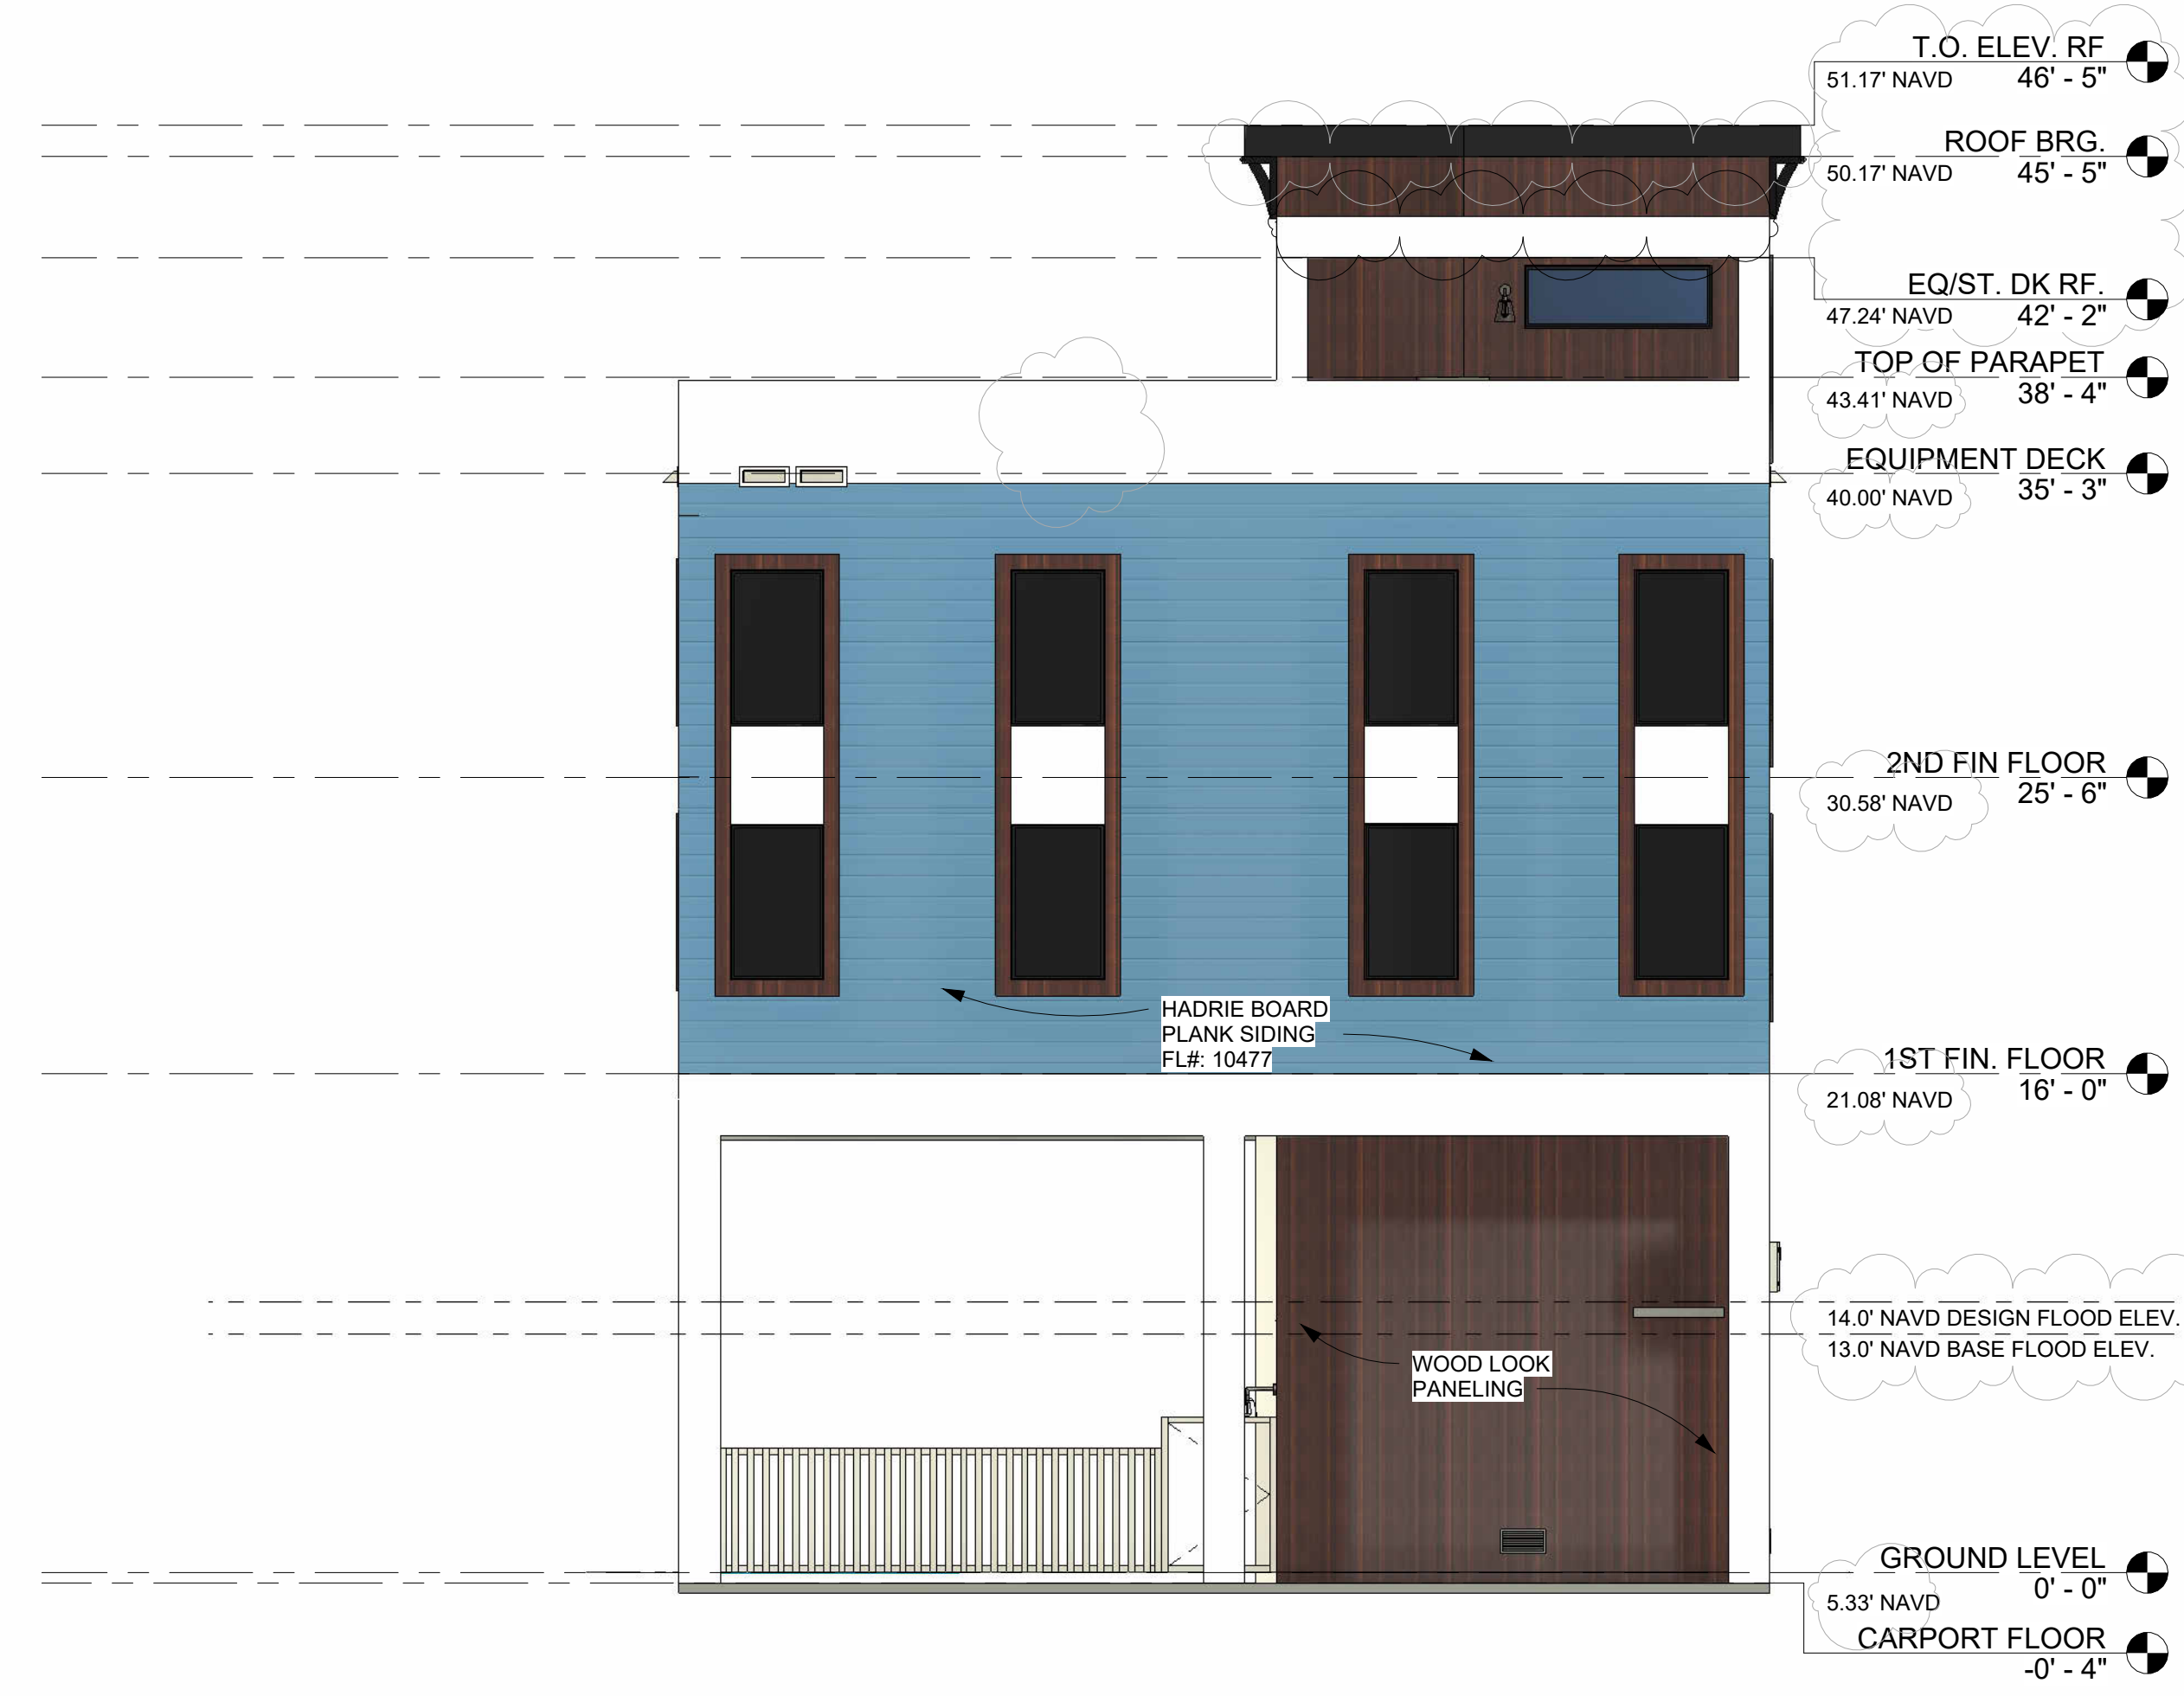 T.O. ELEV. RF
51.17' NAVD 46' - 5"
ROOF BRG.
50.17' NAVD 45' - 5"
EQ/ST. DK RF.
47.24' NAVD 42' - 2"
TOP OF PARAPET
43.41' NAVD 38' - 4"
EQUIPMENT DECK
40.00' NAVD 35' - 3"
2ND FIN FLOOR
30.58' NAVD 25' - 6"
HADRIE BOARD
PLANK SIDING
FL#: 10477
1ST FIN. FLOOR
21.08' NAVD 16' - 0"
14.0' NAVD DESIGN FLOOD ELEV.
13.0' NAVD BASE FLOOD ELEV.
WOOD LOOK
PANELING
GROUND LEVEL
5.33' NAVD 0' - 0"
CARPORT FLOOR
-0' - 4"